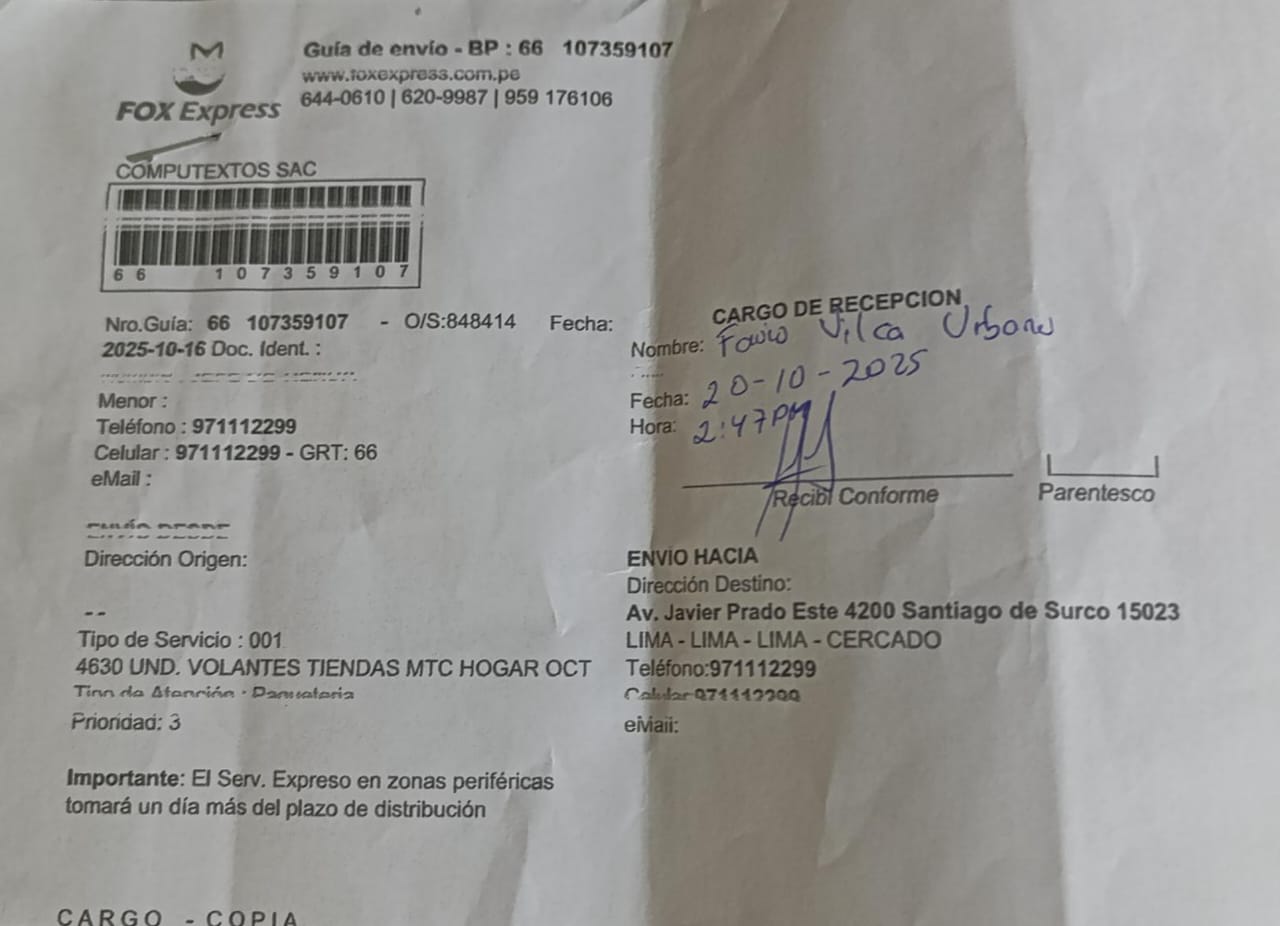 Guía de envío - BP : 66 107359107
www.foxexpress.com.pe
644-0610 | 620-9987 | 959 176106
FOX Express
COMPUTEXTOS SAC
66 107359107
Nro.Guía: 66 107359107 - O/S:848414 Fecha:
2025-10-16 Doc. Ident. :
Menor :
Teléfono : 971112299
Celular : 971112299 - GRT: 66
eMail :
Dirección Origen:
--
Tipo de Servicio : 001
4630 UND. VOLANTES TIENDAS MTC HOGAR OCT
Tipo de Atención :
Prioridad: 3
Importante: El Serv. Expreso en zonas periféricas
tomará un día más del plazo de distribución
CARGO - COPIA
CARGO DE RECEPCION
Nombre: Vilca
Fecha: 20-10-2025
Hora: 2:47PM
Recibí Conforme
Parentesco
ENVIO HACIA
Dirección Destino:
Av. Javier Prado Este 4200 Santiago de Surco 15023
LIMA - LIMA - LIMA - CERCADO
Teléfono:971112299
Celular:971112299
eMail: